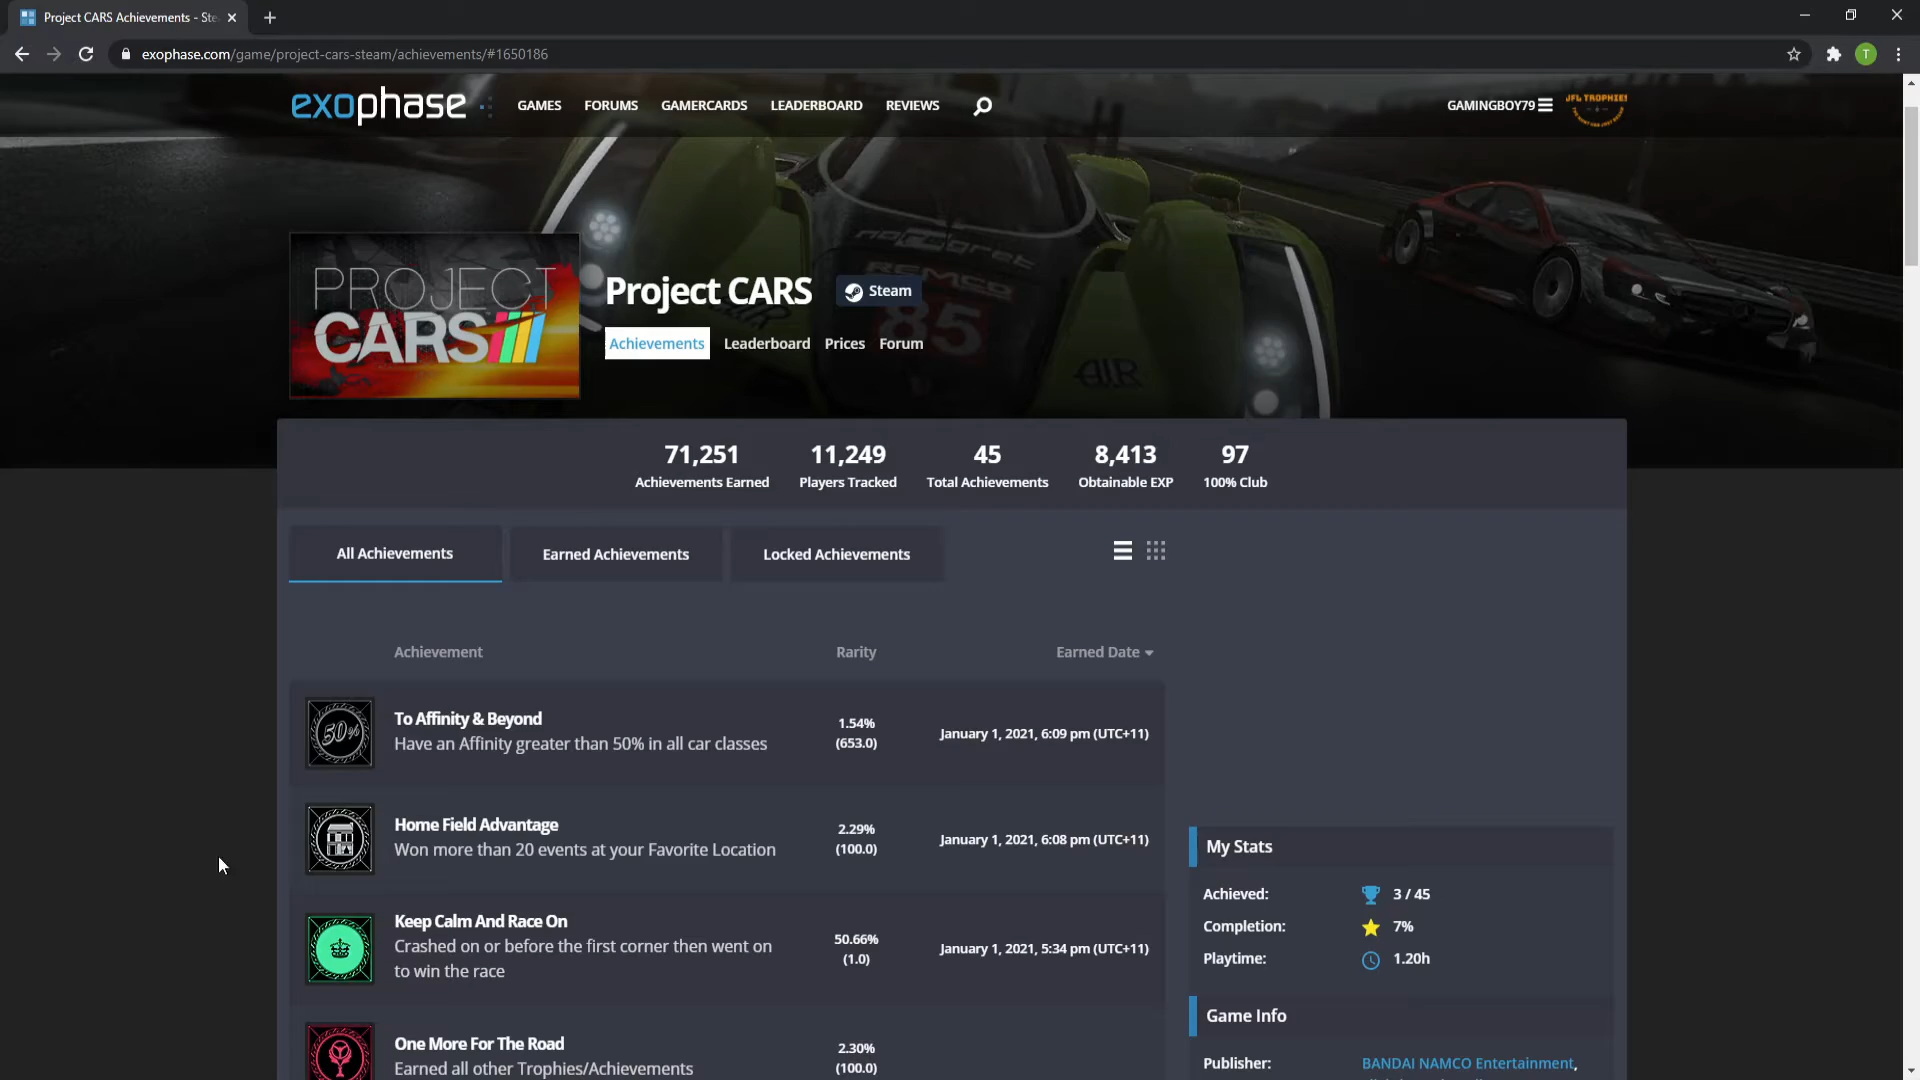 Project CARS Achievements - Ste
exophase.com/game/project-cars-steam/achievements/#1650186
T
exophase
GAMES FORUMS GAMERCARDS LEADERBOARD REVIEWS
GAMINGBOY79
JFL TROPHIES
PROJECT
CARS
Project CARS
Steam
Achievements Leaderboard Prices Forum
85
AIR
71,251 11,249 45 8,413 97
Achievements Earned Players Tracked Total Achievements Obtainable EXP 100% Club
All Achievements Earned Achievements Locked Achievements
Achievement Rarity Earned Date
50%
To Affinity & Beyond
Have an Affinity greater than 50% in all car classes
1.54%
(653.0)
January 1, 2021, 6:09 pm (UTC+11)
Home Field Advantage
Won more than 20 events at your Favorite Location
2.29%
(100.0)
January 1, 2021, 6:08 pm (UTC+11)
Keep Calm And Race On
Crashed on or before the first corner then went on
to win the race
50.66%
(1.0)
January 1, 2021, 5:34 pm (UTC+11)
One More For The Road
Earned all other Trophies/Achievements
2.30%
(100.0)
My Stats
Achieved: 3 / 45
Completion: 7%
Playtime: 1.20h
Game Info
Publisher: BANDAI NAMCO Entertainment,